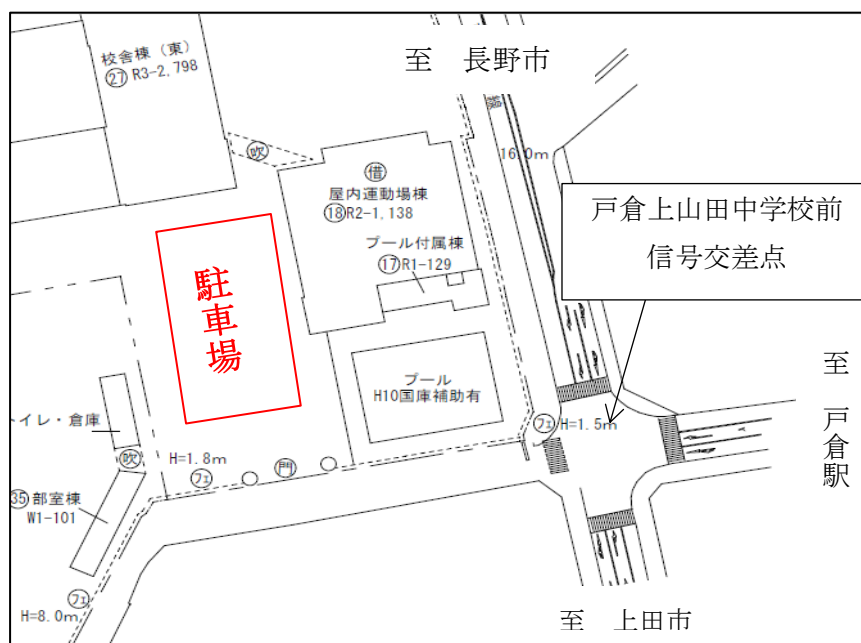 校舎棟（東）
㉗R3-2,798
至　長野市
吹
16.0m
借
屋内運動場棟
⑱R2-1,138
プール付属棟
⑰R1-129
戸倉上山田中学校前
信号交差点
駐車場
至　戸倉駅
プール
H10国庫補助有
イレ・倉庫
フェ H=1.5m
吹
H=1.8m
フェ
門
㉟部室棟
W1-101
フェ
H=8.0m
至　上田市